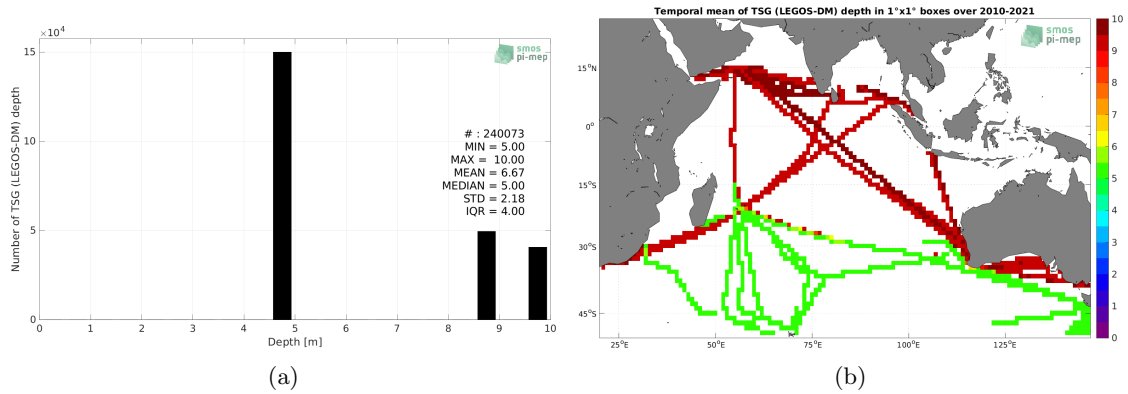 ×10⁴
15
10
5
0
Number of TSG (LEGOS-DM) depth
smos
pi-mep
# : 240073
MIN = 5.00
MAX = 10.00
MEAN = 6.67
MEDIAN = 5.00
STD = 2.18
IQR = 4.00
0 1 2 3 4 5 6 7 8 9 10
Depth [m]
(a)
Temporal mean of TSG (LEGOS-DM) depth in 1°x1° boxes over 2010-2021
smos
pi-mep
15°N
0°
15°S
30°S
45°S
25°E 50°E 75°E 100°E 125°E
10
9
8
7
6
5
4
3
2
1
0
(b)